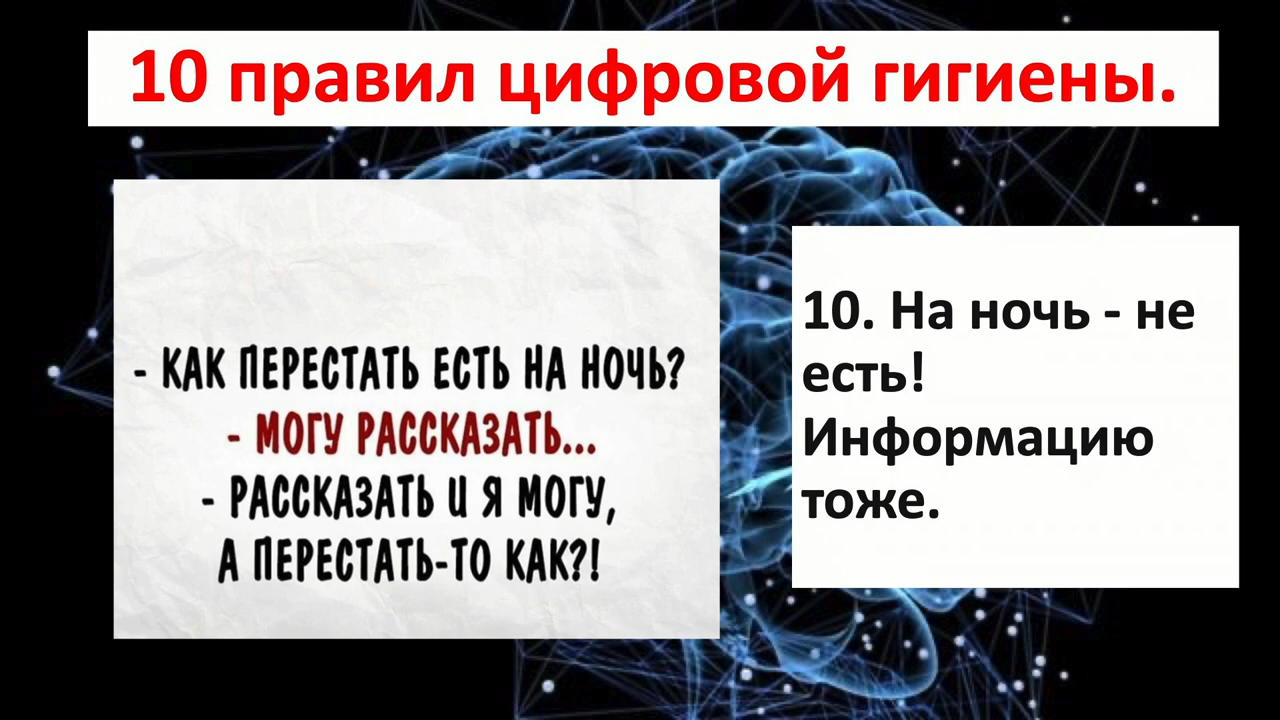 10 правил цифровой гигиены.
- КАК ПЕРЕСТАТЬ ЕСТЬ НА НОЧЬ?
- МОГУ РАССКАЗАТЬ...
- РАССКАЗАТЬ И Я МОГУ,
А ПЕРЕСТАТЬ-ТО КАК?!
10. На ночь - не
есть!
Информацию
тоже.